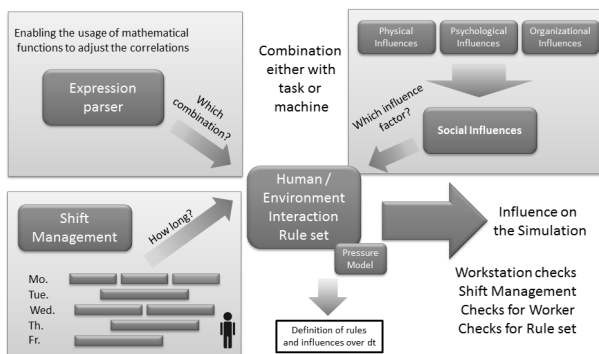 Enabling the usage of mathematical
functions to adjust the correlations
Expression
parser
Which
combination?
Combination
either with
task or
machine
Physical
Influences
Psychological
Influences
Organizational
Influences
Social Influences
Which influence
factor?
Shift
Management
How long?
Mo.
Tue.
Wed.
Th.
Fr.
Human /
Environment
Interaction
Rule set
Pressure
Model
Definition of rules
and influences over dt
Influence on
the Simulation
Workstation checks
Shift Management
Checks for Worker
Checks for Rule set